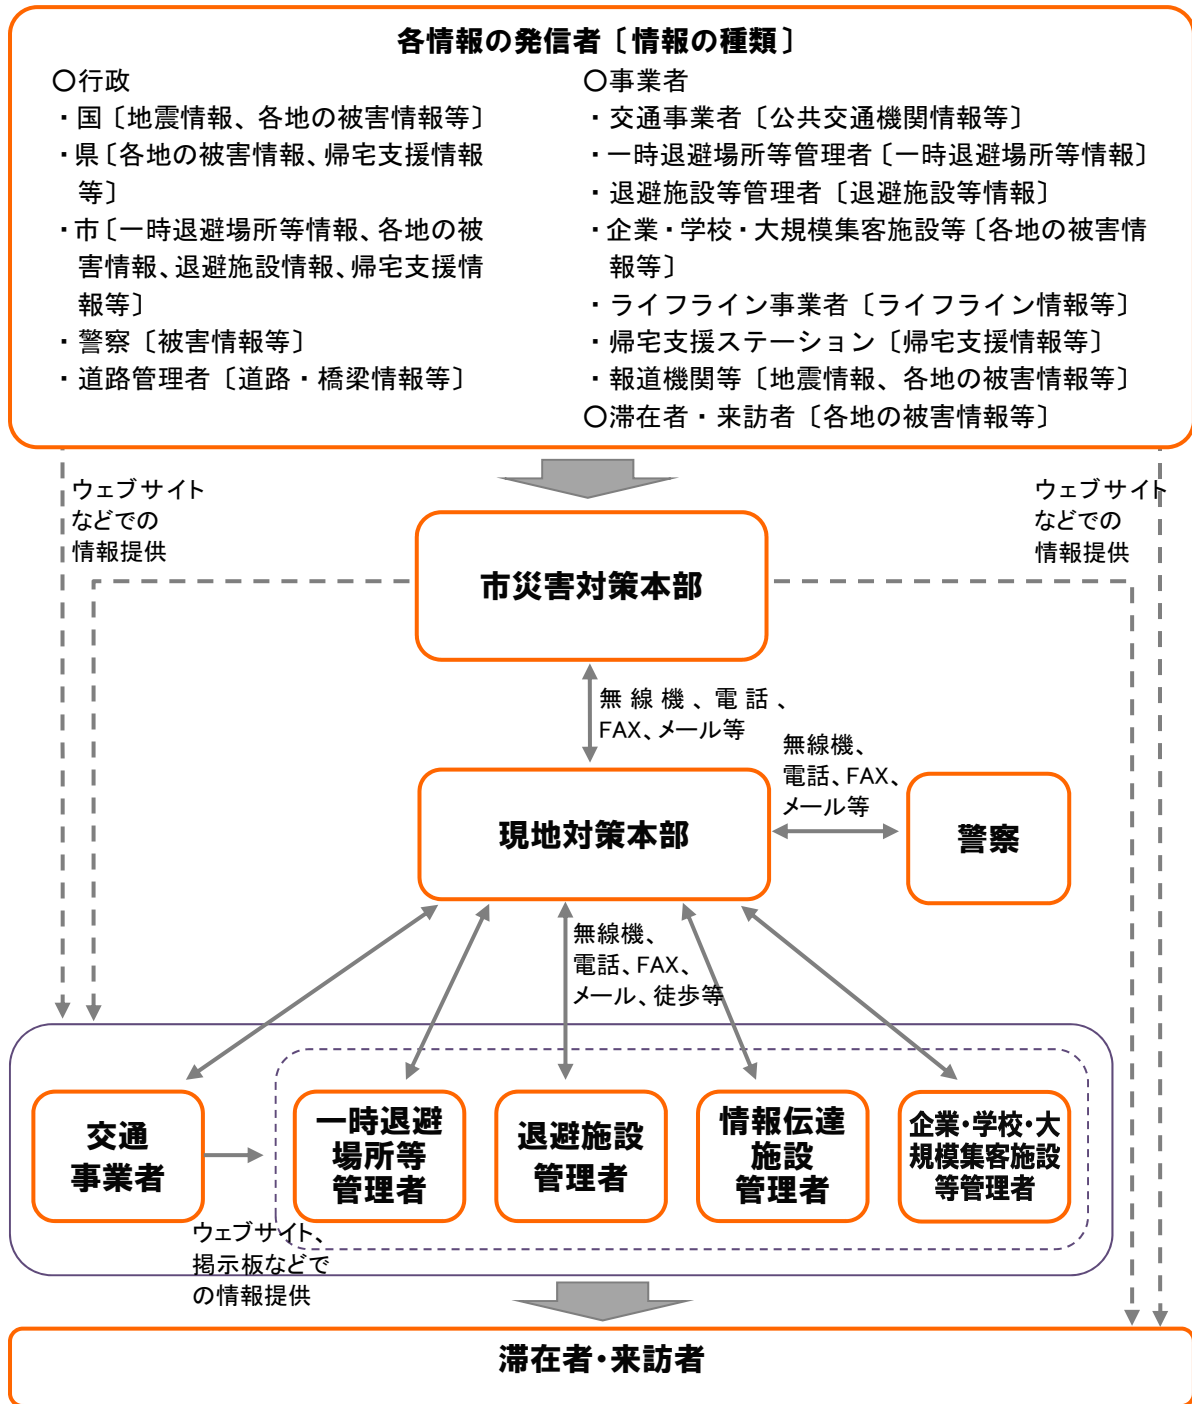 各情報の発信者〔情報の種類〕
○行政
・国〔地震情報、各地の被害情報等〕
・県〔各地の被害情報、帰宅支援情報
等〕
・市〔一時退避場所等情報、各地の被
害情報、退避施設情報、帰宅支援情
報等〕
・警察〔被害情報等〕
・道路管理者〔道路・橋梁情報等〕
○事業者
・交通事業者〔公共交通機関情報等〕
・一時退避場所等管理者〔一時退避場所等情報〕
・退避施設等管理者〔退避施設等情報〕
・企業・学校・大規模集客施設等〔各地の被害情
報等〕
・ライフライン事業者〔ライフライン情報等〕
・帰宅支援ステーション〔帰宅支援情報等〕
・報道機関等〔地震情報、各地の被害情報等〕
○滞在者・来訪者〔各地の被害情報等〕
ウェブサイト
などでの
情報提供
ウェブサイト
などでの
情報提供
市災害対策本部
無線機、電話、
FAX、メール等
無線機、
電話、FAX、
メール等
現地対策本部
警察
無線機、
電話、FAX、
メール、徒歩等
交通
事業者
一時退避
場所等
管理者
退避施設
管理者
情報伝達
施設
管理者
企業・学校・大
規模集客施設
等管理者
ウェブサイト、
掲示板などで
の情報提供
滞在者・来訪者